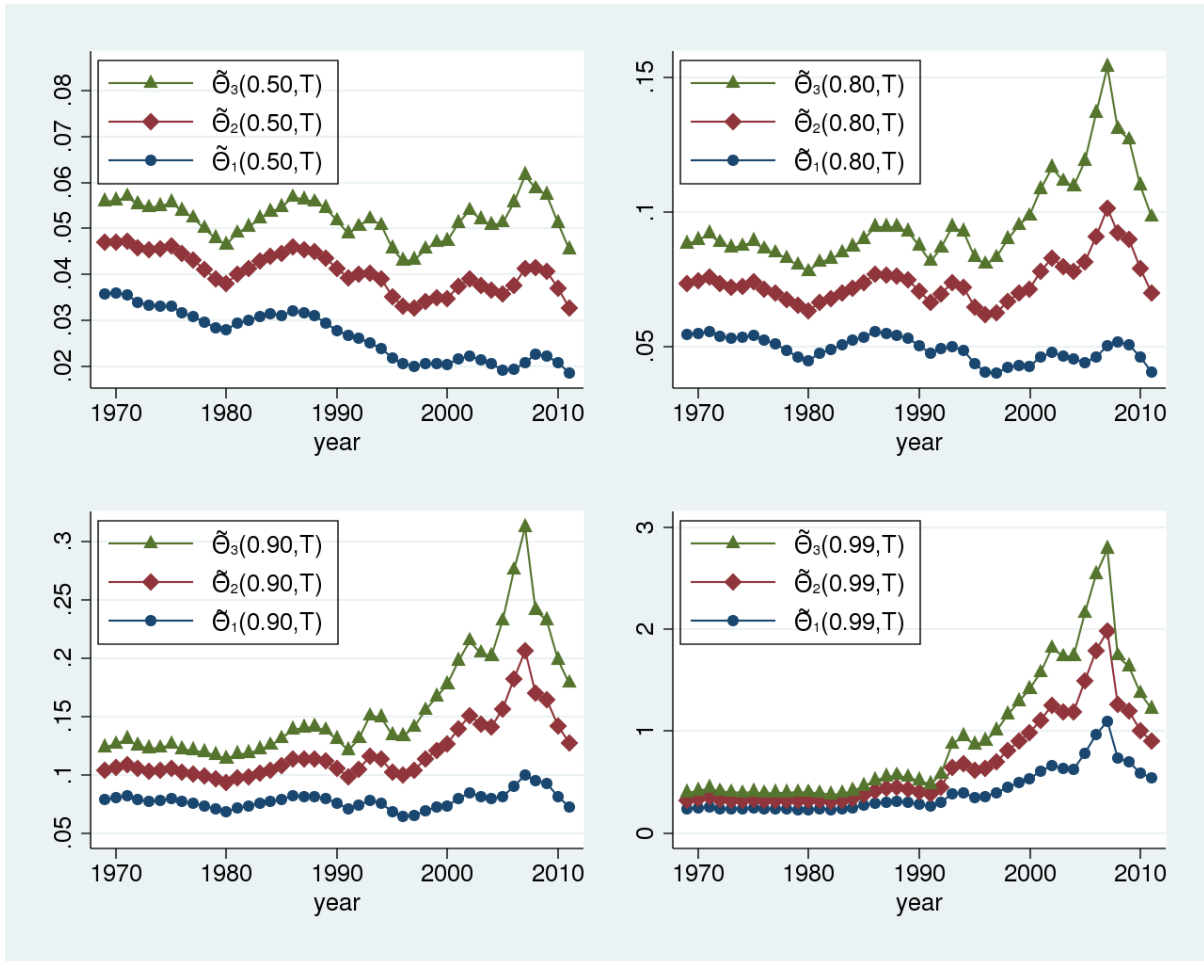 Θ̃₃(0.50,T)
Θ̃₂(0.50,T)
Θ̃₁(0.50,T)
.08
.07
.06
.05
.04
.03
.02
1970 1980 1990 2000 2010
year
Θ̃₃(0.80,T)
Θ̃₂(0.80,T)
Θ̃₁(0.80,T)
.15
.1
.05
1970 1980 1990 2000 2010
year
Θ̃₃(0.90,T)
Θ̃₂(0.90,T)
Θ̃₁(0.90,T)
.3
.25
.2
.15
.1
.05
1970 1980 1990 2000 2010
year
Θ̃₃(0.99,T)
Θ̃₂(0.99,T)
Θ̃₁(0.99,T)
3
2
1
0
1970 1980 1990 2000 2010
year